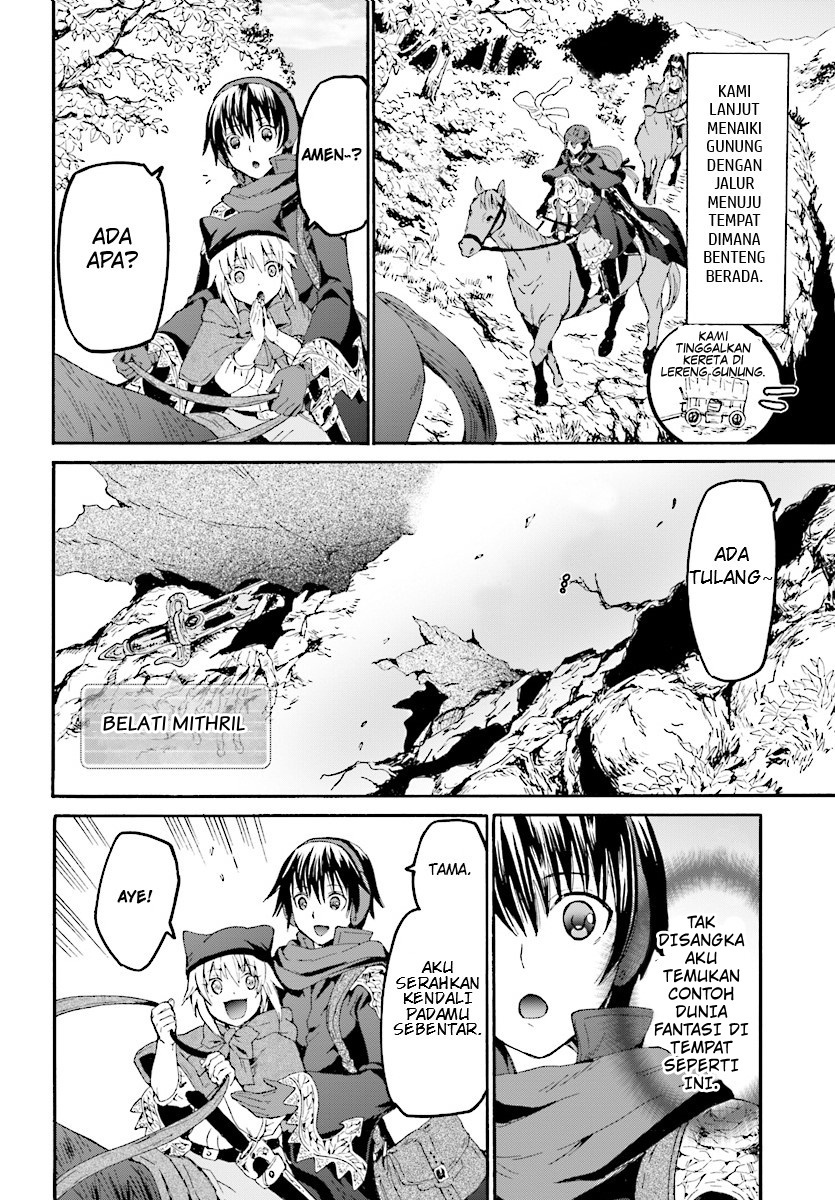 KAMI
LANJUT
MENAIKI
GUNUNG
DENGAN
JALUR
MENUJU
TEMPAT
DIMANA
BENTENG
BERADA.
KAMI
TINGGALKAN
KERETA DI
LERENG GUNUNG.
AMEN~?
ADA
APA?
ADA
TULANG~
BELATI MITHRIL
TAK
DISANGKA
AKU
TEMUKAN
CONTOH
DUNIA
FANTASI DI
TEMPAT
SEPERTI
INI.
TAMA.
AKU
SERAHKAN
KENDALI
PADAMU
SEBENTAR.
AYE!